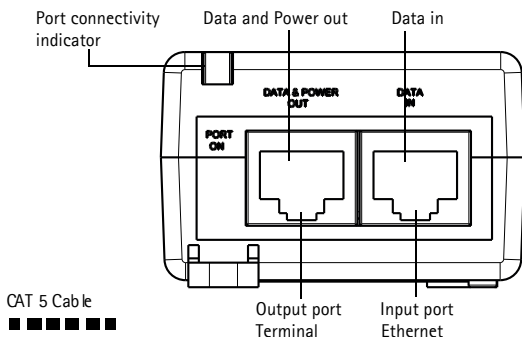 Port connectivity
indicator
Data and Power out
Data in
DATA & POWER
OUT
DATA
IN
PORT
ON
CAT 5 Cable
Output port
Terminal
Input port
Ethernet